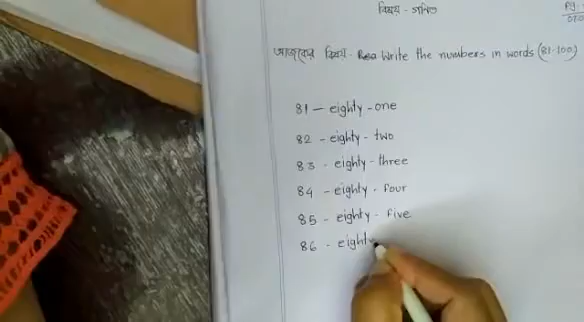 বিষয় - গণিত
আজকের বিষয় - Write the numbers in words (81-100)
81 - eighty - one
82 - eighty - two
83 - eighty - three
84 - eighty - four
85 - eighty - five
86 - eighty